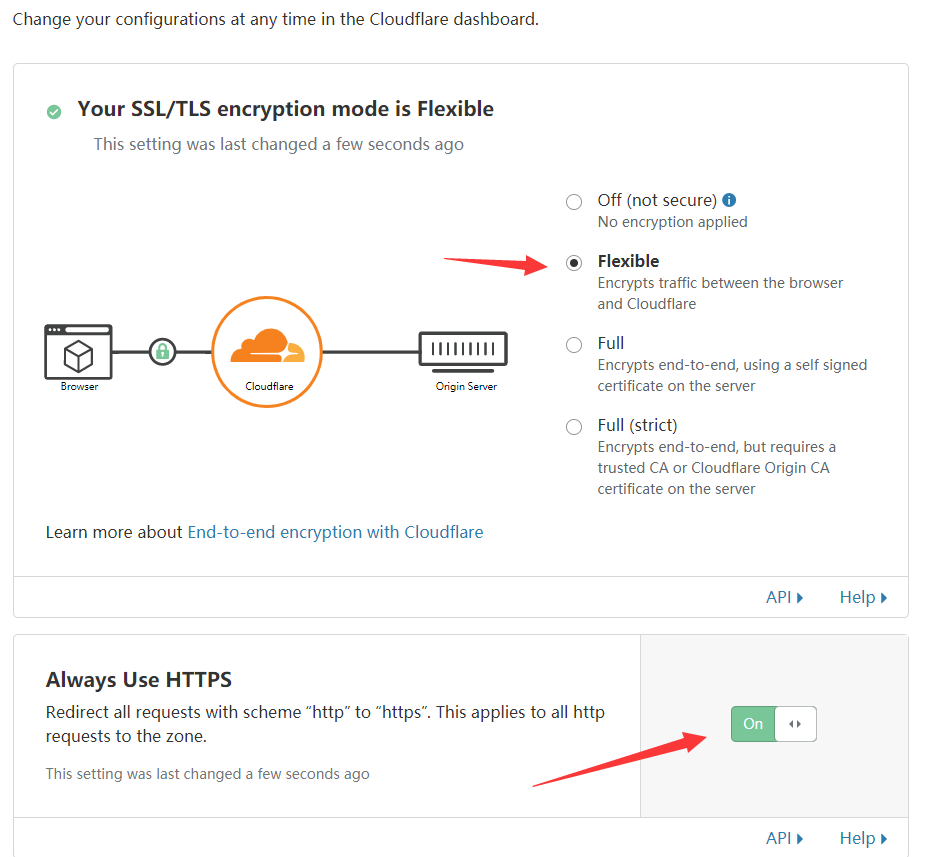 Change your configurations at any time in the Cloudflare dashboard.
Your SSL/TLS encryption mode is Flexible
This setting was last changed a few seconds ago
Off (not secure)
No encryption applied
Flexible
Encrypts traffic between the browser
and Cloudflare
Full
Encrypts end-to-end, using a self signed
certificate on the server
Full (strict)
Encrypts end-to-end, but requires a
trusted CA or Cloudflare Origin CA
certificate on the server
Browser
Cloudflare
Origin Server
Learn more about End-to-end encryption with Cloudflare
API Help
Always Use HTTPS
Redirect all requests with scheme “http” to “https”. This applies to all http
requests to the zone.
This setting was last changed a few seconds ago
On
API Help